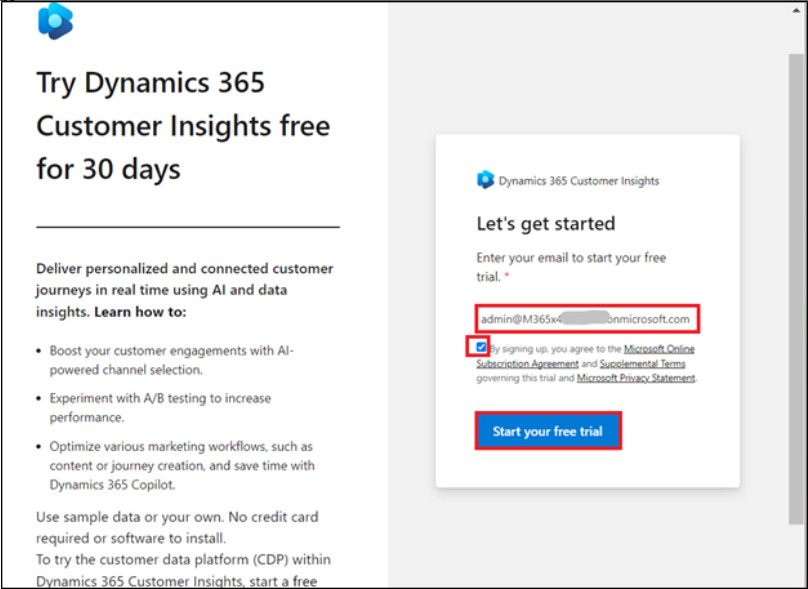 Try Dynamics 365
Customer Insights free
for 30 days
Deliver personalized and connected customer
journeys in real time using AI and data
insights. Learn how to:
• Boost your customer engagements with AI-
powered channel selection.
• Experiment with A/B testing to increase
performance.
• Optimize various marketing workflows, such as
content or journey creation, and save time with
Dynamics 365 Copilot.
Use sample data or your own. No credit card
required or software to install.
To try the customer data platform (CDP) within
Dynamics 365 Customer Insights, start a free
Dynamics 365 Customer Insights
Let's get started
Enter your email to start your free
trial. *
admin@M365x4 onmicrosoft.com
By signing up, you agree to the Microsoft Online
Subscription Agreement and Supplemental Terms
governing this trial and Microsoft Privacy Statement.
Start your free trial